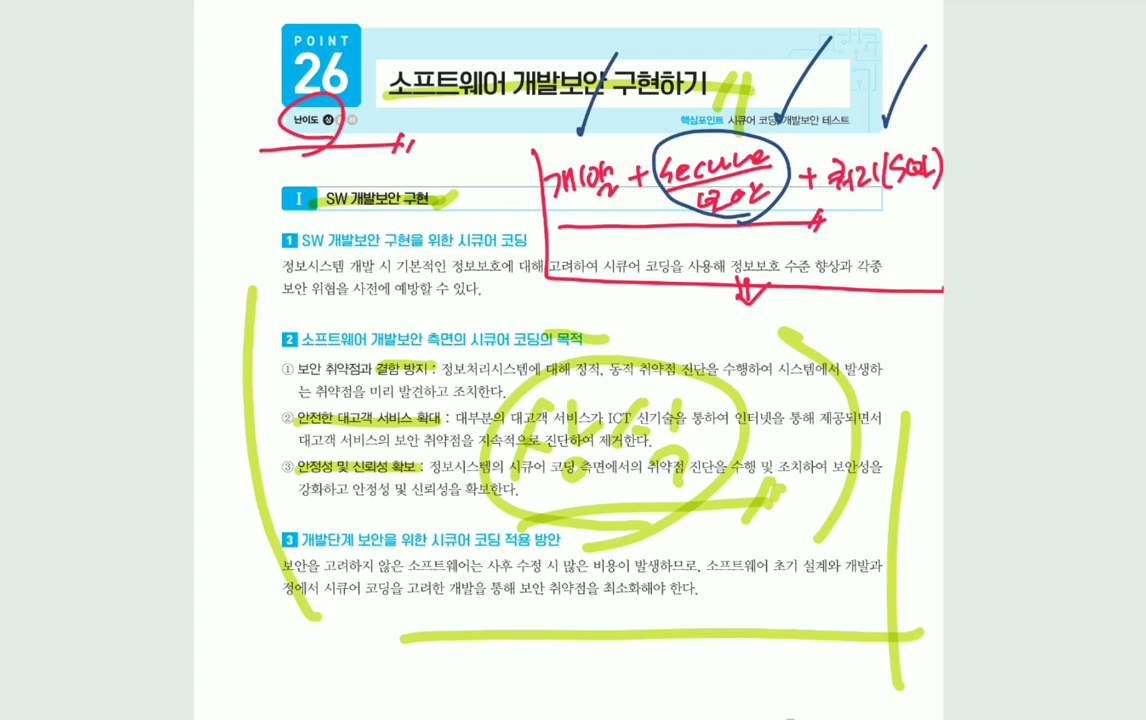 POINT
26
소프트웨어 개발보안 구현하기
난이도 상 중 하
핵심포인트 시큐어 코딩, 개발보안 테스트
개발 + secure 보안 + 쿼리(SQL)
I SW 개발보안 구현
1 SW 개발보안 구현을 위한 시큐어 코딩
정보시스템 개발 시 기본적인 정보보호에 대해 고려하여 시큐어 코딩을 사용해 정보보호 수준 향상과 각종
보안 위협을 사전에 예방할 수 있다.
2 소프트웨어 개발보안 측면의 시큐어 코딩의 목적
① 보안 취약점과 결함 방지 : 정보처리시스템에 대해 정적, 동적 취약점 진단을 수행하여 시스템에서 발생하
는 취약점을 미리 발견하고 조치한다.
② 안전한 대고객 서비스 확대 : 대부분의 대고객 서비스가 ICT 신기술을 통하여 인터넷을 통해 제공되면서
대고객 서비스의 보안 취약점을 지속적으로 진단하여 제거한다.
상식
③ 안정성 및 신뢰성 확보 : 정보시스템의 시큐어 코딩 측면에서의 취약점 진단을 수행 및 조치하여 보안성을
강화하고 안정성 및 신뢰성을 확보한다.
3 개발단계 보안을 위한 시큐어 코딩 적용 방안
보안을 고려하지 않은 소프트웨어는 사후 수정 시 많은 비용이 발생하므로, 소프트웨어 초기 설계와 개발과
정에서 시큐어 코딩을 고려한 개발을 통해 보안 취약점을 최소화해야 한다.